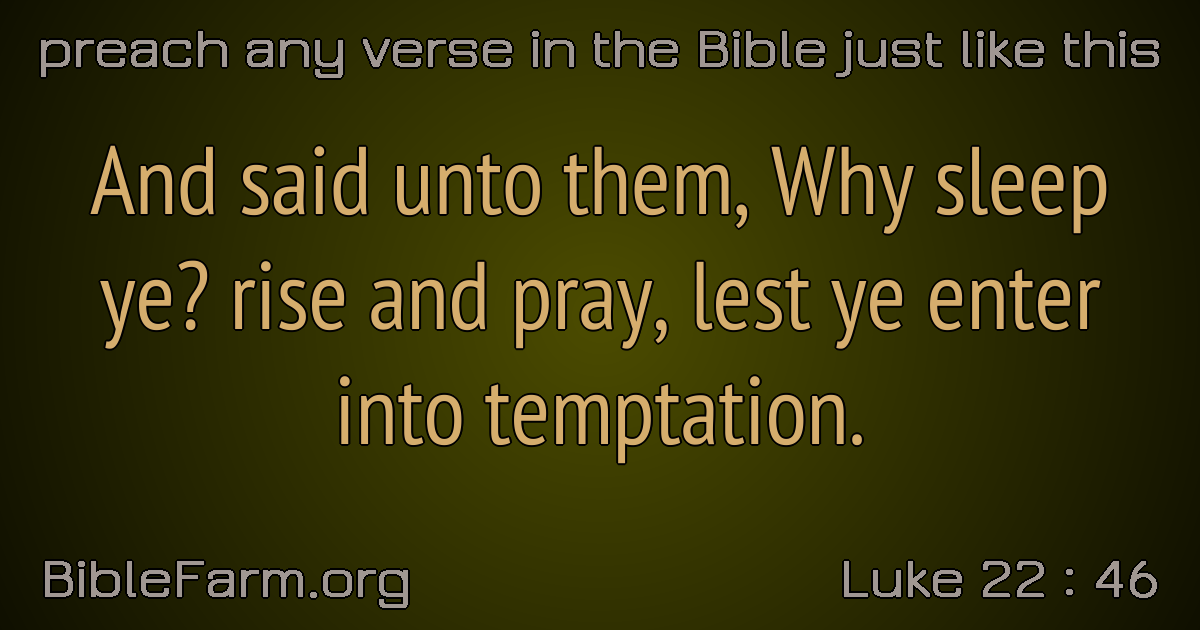 preach any verse in the Bible just like this
And said unto them, Why sleep
ye? rise and pray, lest ye enter
into temptation.
BibleFarm.org
Luke 22 : 46